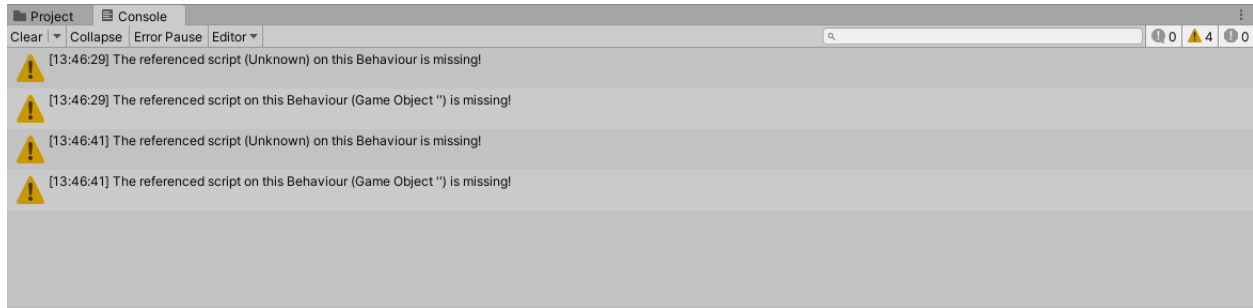 Project Console
Clear Collapse Error Pause Editor 0 4 0
[13:46:29] The referenced script (Unknown) on this Behaviour is missing!
[13:46:29] The referenced script on this Behaviour (Game Object '') is missing!
[13:46:41] The referenced script (Unknown) on this Behaviour is missing!
[13:46:41] The referenced script on this Behaviour (Game Object '') is missing!